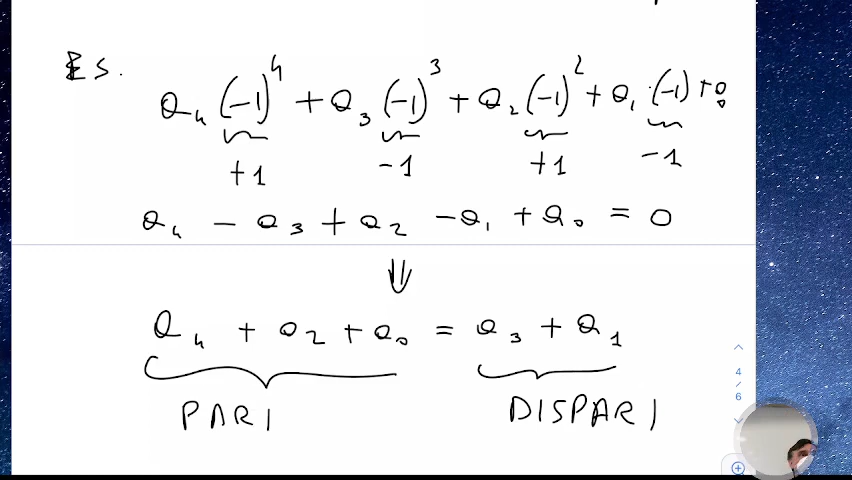 Es.
a₄ (-1)⁴ + a₃ (-1)³ + a₂ (-1)² + a₁ · (-1) + a₀
+1 -1 +1 -1
a₄ - a₃ + a₂ - a₁ + a₀ = 0
⇓
a₄ + a₂ + a₀ = a₃ + a₁
PARI DISPARI
4
/
6